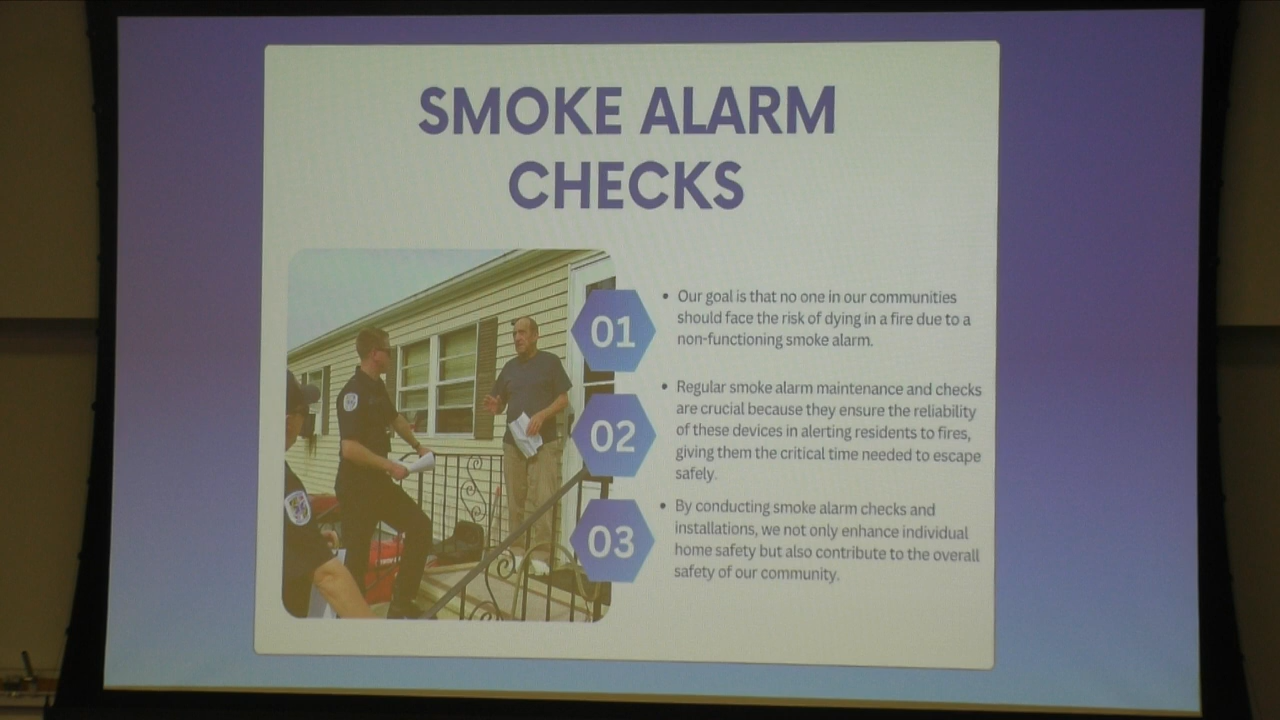 SMOKE ALARM
CHECKS
01
• Our goal is that no one in our communities
should face the risk of dying in a fire due to a
non-functioning smoke alarm.
02
• Regular smoke alarm maintenance and checks
are crucial because they ensure the reliability
of these devices in alerting residents to fires,
giving them the critical time needed to escape
safely.
03
• By conducting smoke alarm checks and
installations, we not only enhance individual
home safety but also contribute to the overall
safety of our community.